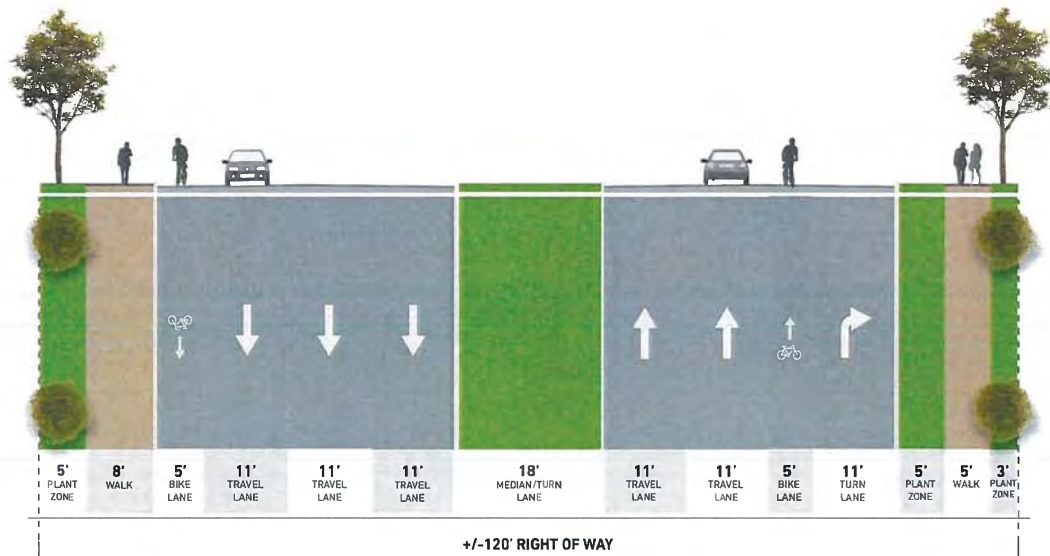 5'
PLANT
ZONE
8'
WALK
5'
BIKE
LANE
11'
TRAVEL
LANE
11'
TRAVEL
LANE
11'
TRAVEL
LANE
18'
MEDIAN/TURN
LANE
11'
TRAVEL
LANE
11'
TRAVEL
LANE
5'
BIKE
LANE
11'
TURN
LANE
5'
PLANT
ZONE
5'
WALK
3'
PLANT
ZONE
+/-120' RIGHT OF WAY